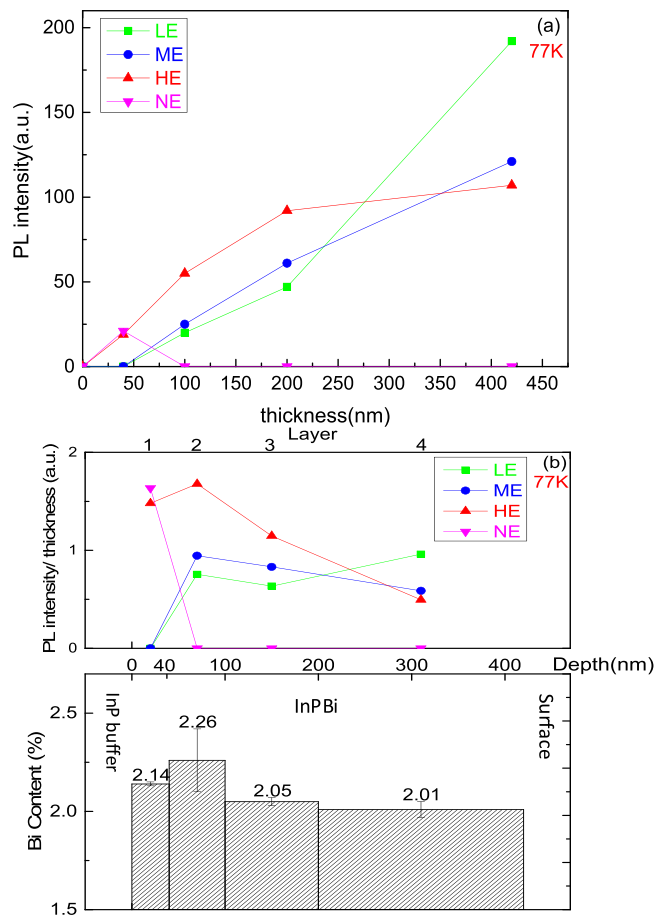 (a)
77K
LE
ME
HE
NE
200
150
100
50
0
PL intensity(a.u.)
0 50 100 150 200 250 300 350 400 450
thickness(nm)
Layer
1 2 3 4
(b)
77K
LE
ME
HE
NE
2
1
0
PL intensity/ thickness (a.u.)
0 40 100 200 300 400 Depth(nm)
InP buffer
InPBi
Surface
2.5
2.0
1.5
Bi Content (%)
2.14
2.26
2.05
2.01